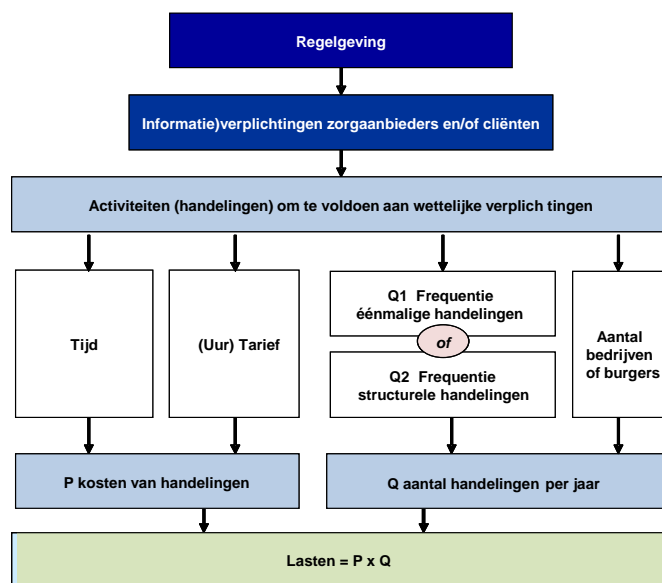 Regelgeving
Informatie)verplichtingen zorgaanbieders en/of cliënten
Activiteiten (handelingen) om te voldoen aan wettelijke verplich tingen
Tijd
(Uur) Tarief
Q1 Frequentie
éénmalige handelingen
of
Q2 Frequentie
structurele handelingen
Aantal
bedrijven
of burgers
P kosten van handelingen
Q aantal handelingen per jaar
Lasten = P x Q